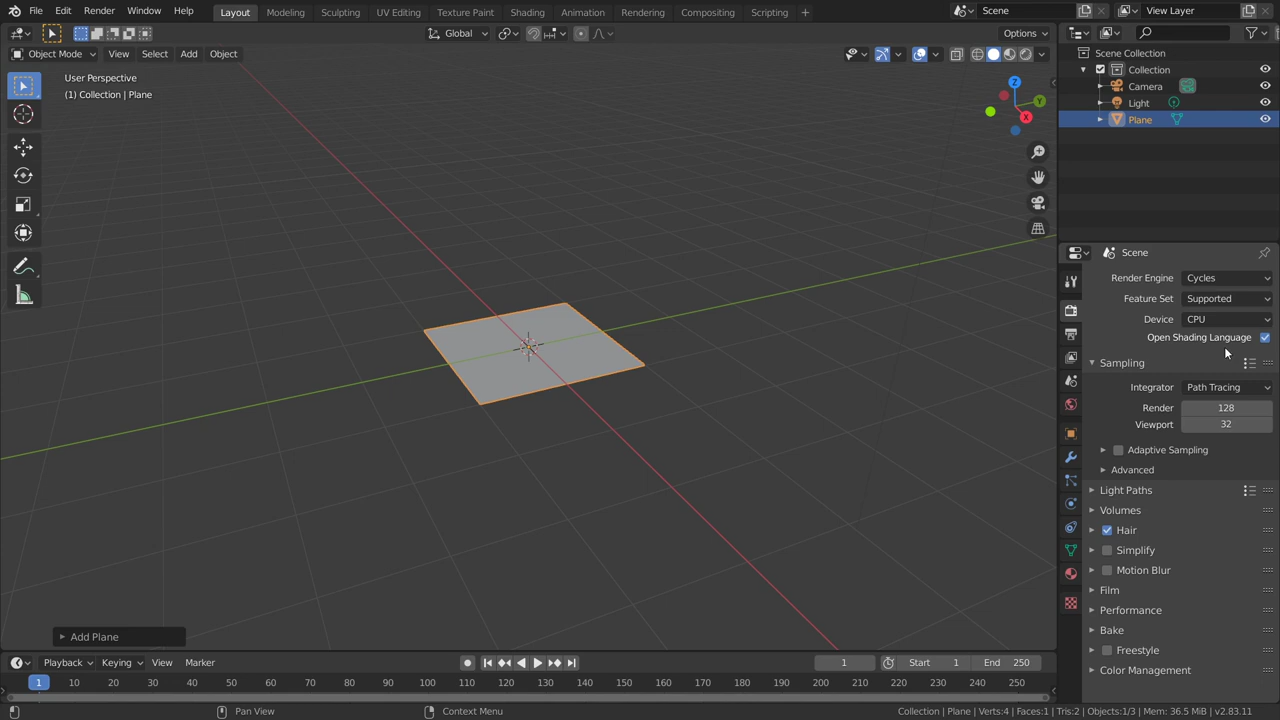 File Edit Render Window Help Layout Modeling Sculpting UV Editing Texture Paint Shading Animation Rendering Compositing Scripting + Scene View Layer
Global Options
Object Mode View Select Add Object
User Perspective
(1) Collection | Plane
Z
Y
X
Scene Collection
Collection
Camera
Light
Plane
Scene
Render Engine Cycles
Feature Set Supported
Device CPU
Open Shading Language
Sampling
Integrator Path Tracing
Render 128
Viewport 32
Adaptive Sampling
Advanced
Light Paths
Volumes
Hair
Simplify
Motion Blur
Film
Performance
Bake
Freestyle
Color Management
Add Plane
Playback Keying View Marker 1 Start 1 End 250
1 10 20 30 40 50 60 70 80 90 100 110 120 130 140 150 160 170 180 190 200 210 220 230 240 250
Pan View Context Menu Collection | Plane | Verts:4 | Faces:1 | Tris:2 | Objects:1/3 | Mem: 36.5 MiB | v2.83.11